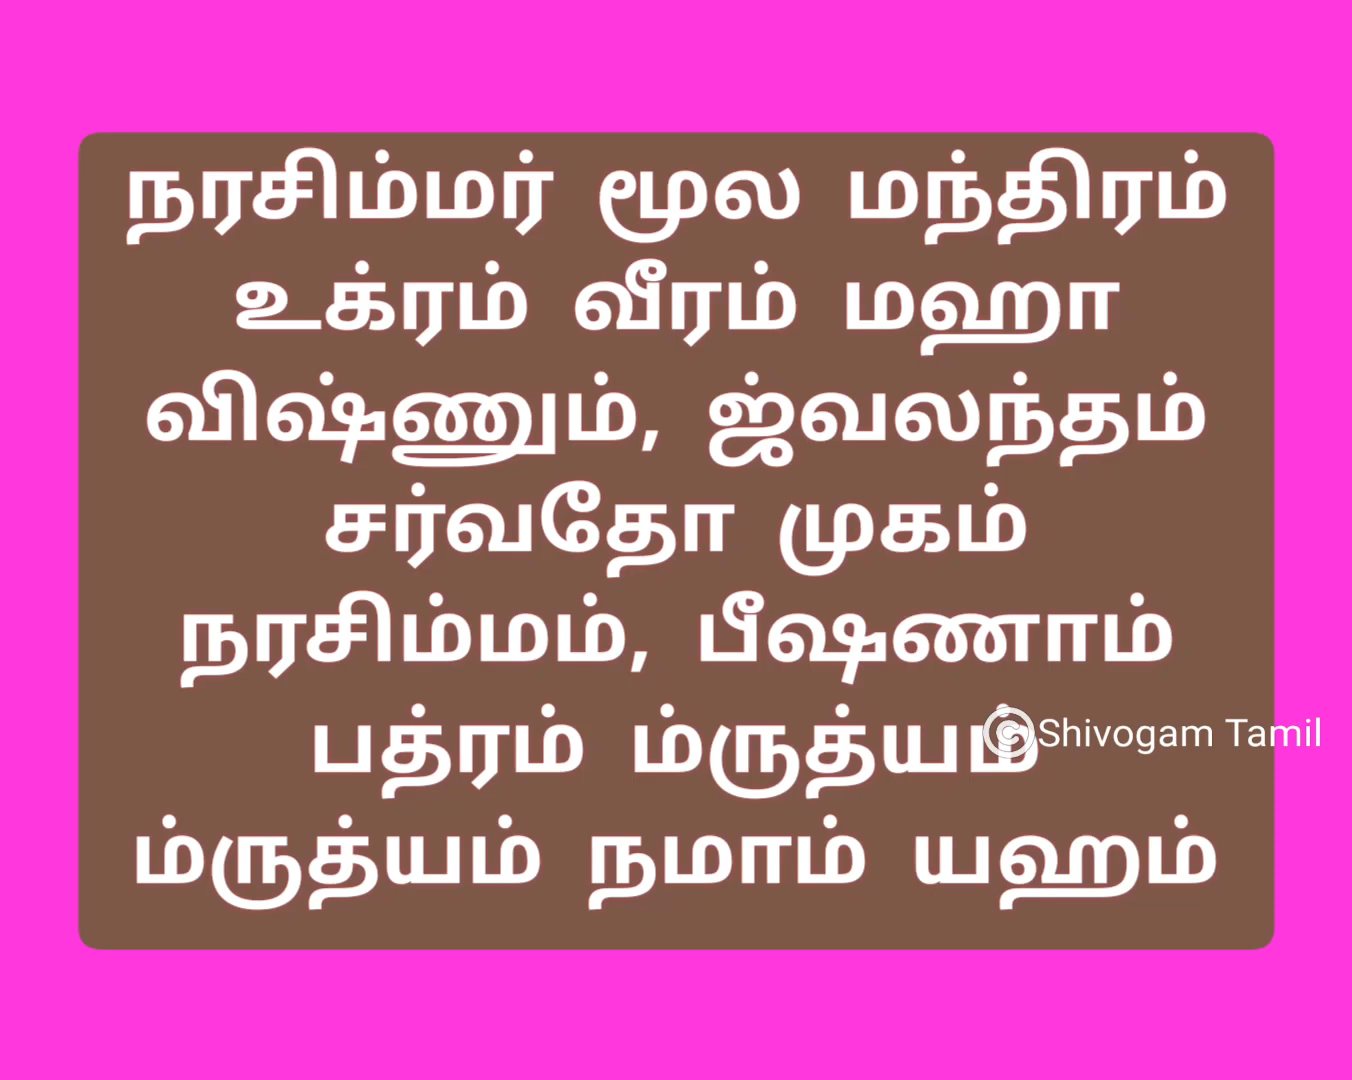 நரசிம்மர் மூல மந்திரம்
உக்ரம் வீரம் மஹா
விஷ்ணும், ஜ்வலந்தம்
சர்வதோ முகம்
நரசிம்மம், பீஷணாம்
பத்ரம் ம்ருத்யம்
©Shivogam Tamil
ம்ருத்யம் நமாம் யஹம்